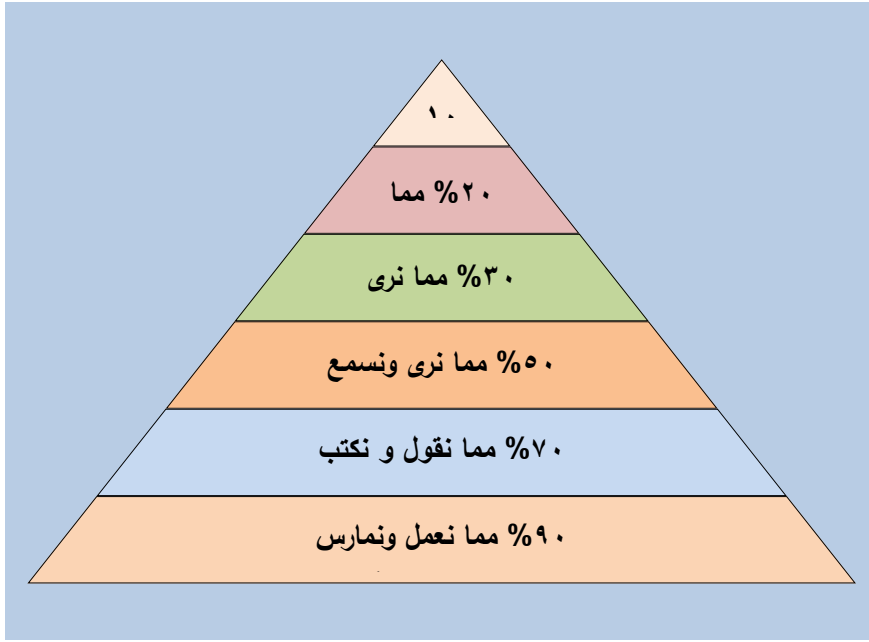 ١٠
٢٠% مما
٣٠% مما نرى
٥٠% مما نرى ونسمع
٧٠% مما نقول و نكتب
٩٠% مما نعمل ونمارس